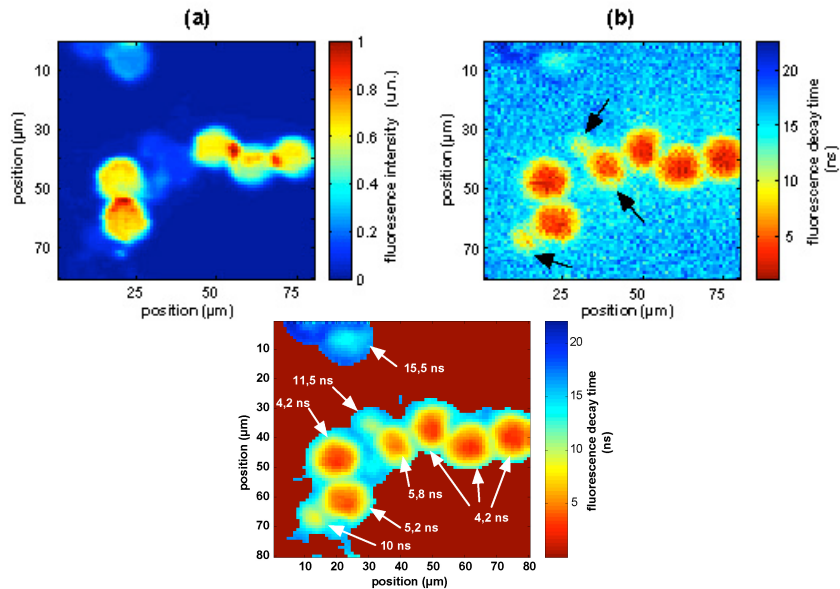 (a)
(b)
10
30
50
70
position (µm)
25
50
75
position (µm)
1
0.8
0.6
0.4
0.2
0
fluoresence intensity (u.n.)
10
30
50
70
position (µm)
25
50
75
position (µm)
20
15
10
5
fluoresence decay time
(ns)
10
20
30
40
50
60
70
80
position (µm)
10
20
30
40
50
60
70
80
position (µm)
15,5 ns
11,5 ns
4,2 ns
5,8 ns
4,2 ns
5,2 ns
10 ns
20
15
10
5
fluoresence decay time
(ns)